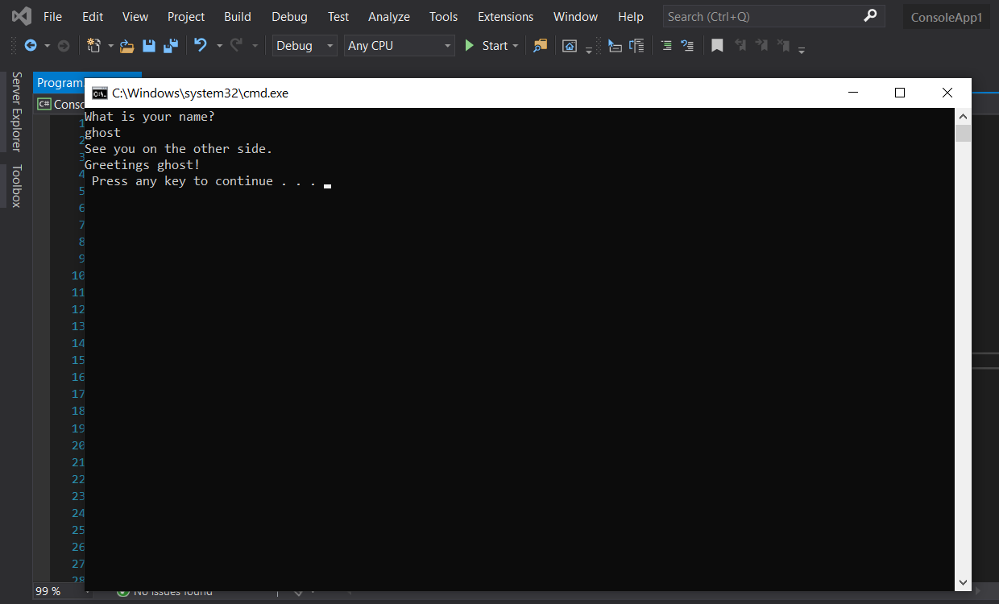 File Edit View Project Build Debug Test Analyze Tools Extensions Window Help Search (Ctrl+Q) ConsoleApp1
Debug Any CPU Start
Server Explorer
Toolbox
Program.
C# Conso
C:\Windows\system32\cmd.exe
What is your name?
ghost
See you on the other side.
Greetings ghost!
Press any key to continue . . .
1
2
3
4
5
6
7
8
9
10
11
12
13
14
15
16
17
18
19
20
21
22
23
24
25
26
27
28
99 % No issues found